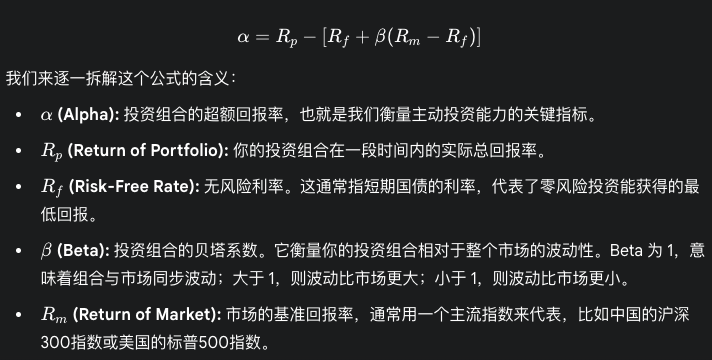 α = Rₚ − [R_f + β(Rₘ − R_f)]
我们来逐一拆解这个公式的含义：
• α (Alpha): 投资组合的超额回报率，也就是我们衡量主动投资能力的关键指标。
• Rₚ (Return of Portfolio): 你的投资组合在一段时间内的实际总回报率。
• R_f (Risk-Free Rate): 无风险利率。这通常指短期国债的利率，代表了零风险投资能获得的最
低回报。
• β (Beta): 投资组合的贝塔系数。它衡量你的投资组合相对于整个市场的波动性。Beta 为 1，意
味着组合与市场同步波动；大于 1，则波动比市场更大；小于 1，则波动比市场更小。
• Rₘ (Return of Market): 市场的基准回报率，通常用一个主流指数来代表，比如中国的沪深
300指数或美国的标普500指数。